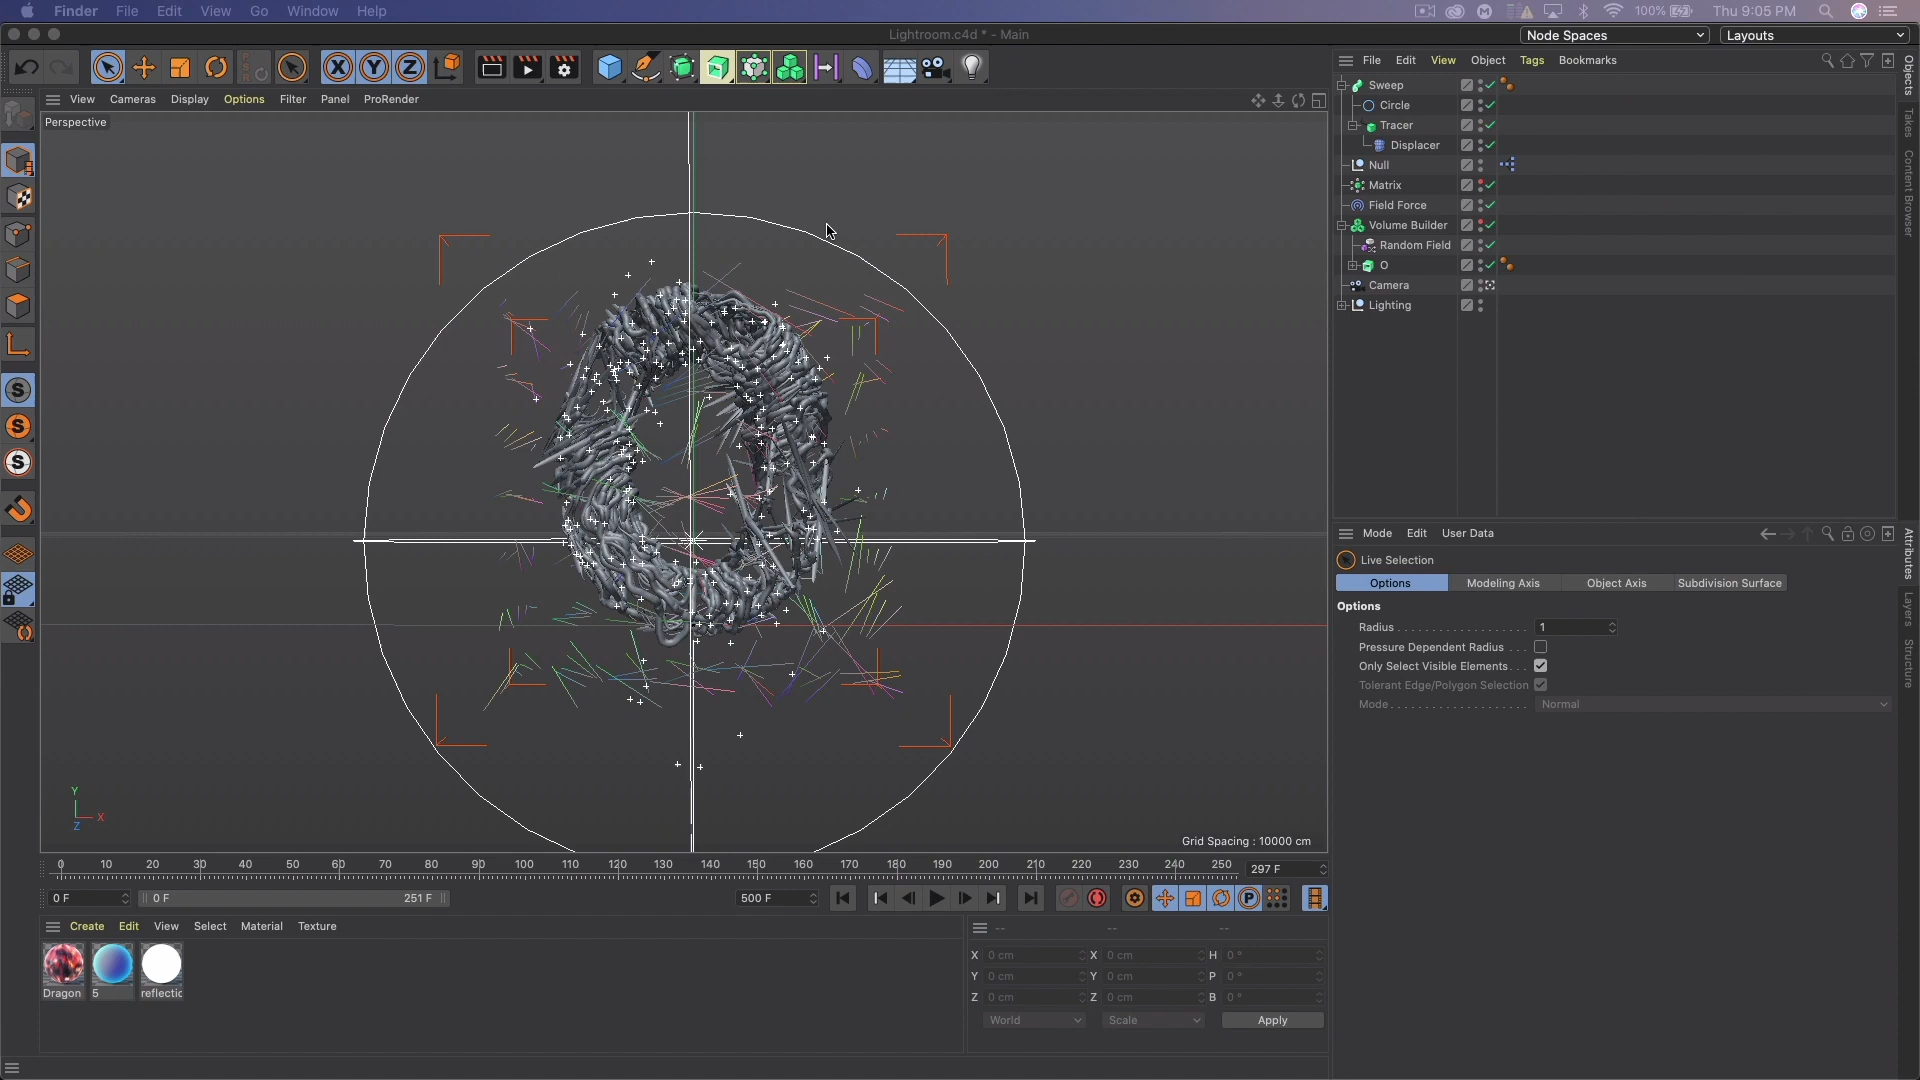 Finder File Edit View Go Window Help 100% Thu 9:05 PM
Lightroom.c4d * - Main
Node Spaces Layouts
File Edit View Object Tags Bookmarks
View Cameras Display Options Filter Panel ProRender
Perspective
Sweep
Circle
Tracer
Displacer
Null
Matrix
Field Force
Volume Builder
Random Field
O
Camera
Lighting
Objects
Takes
Content Browser
Mode Edit User Data
Live Selection
Options Modeling Axis Object Axis Subdivision Surface
Options
Radius 1
Pressure Dependent Radius
Only Select Visible Elements
Tolerant Edge/Polygon Selection
Mode Normal
Attributes
Layers
Structure
Y
X
Z
Grid Spacing : 10000 cm
0 10 20 30 40 50 60 70 80 90 100 110 120 130 140 150 160 170 180 190 200 210 220 230 240 250 297 F
0 F 0 F 251 F 500 F
Create Edit View Select Material Texture
Dragon 5 reflectic
-- -- --
X 0 cm X 0 cm H 0 °
Y 0 cm Y 0 cm P 0 °
Z 0 cm Z 0 cm B 0 °
World Scale Apply